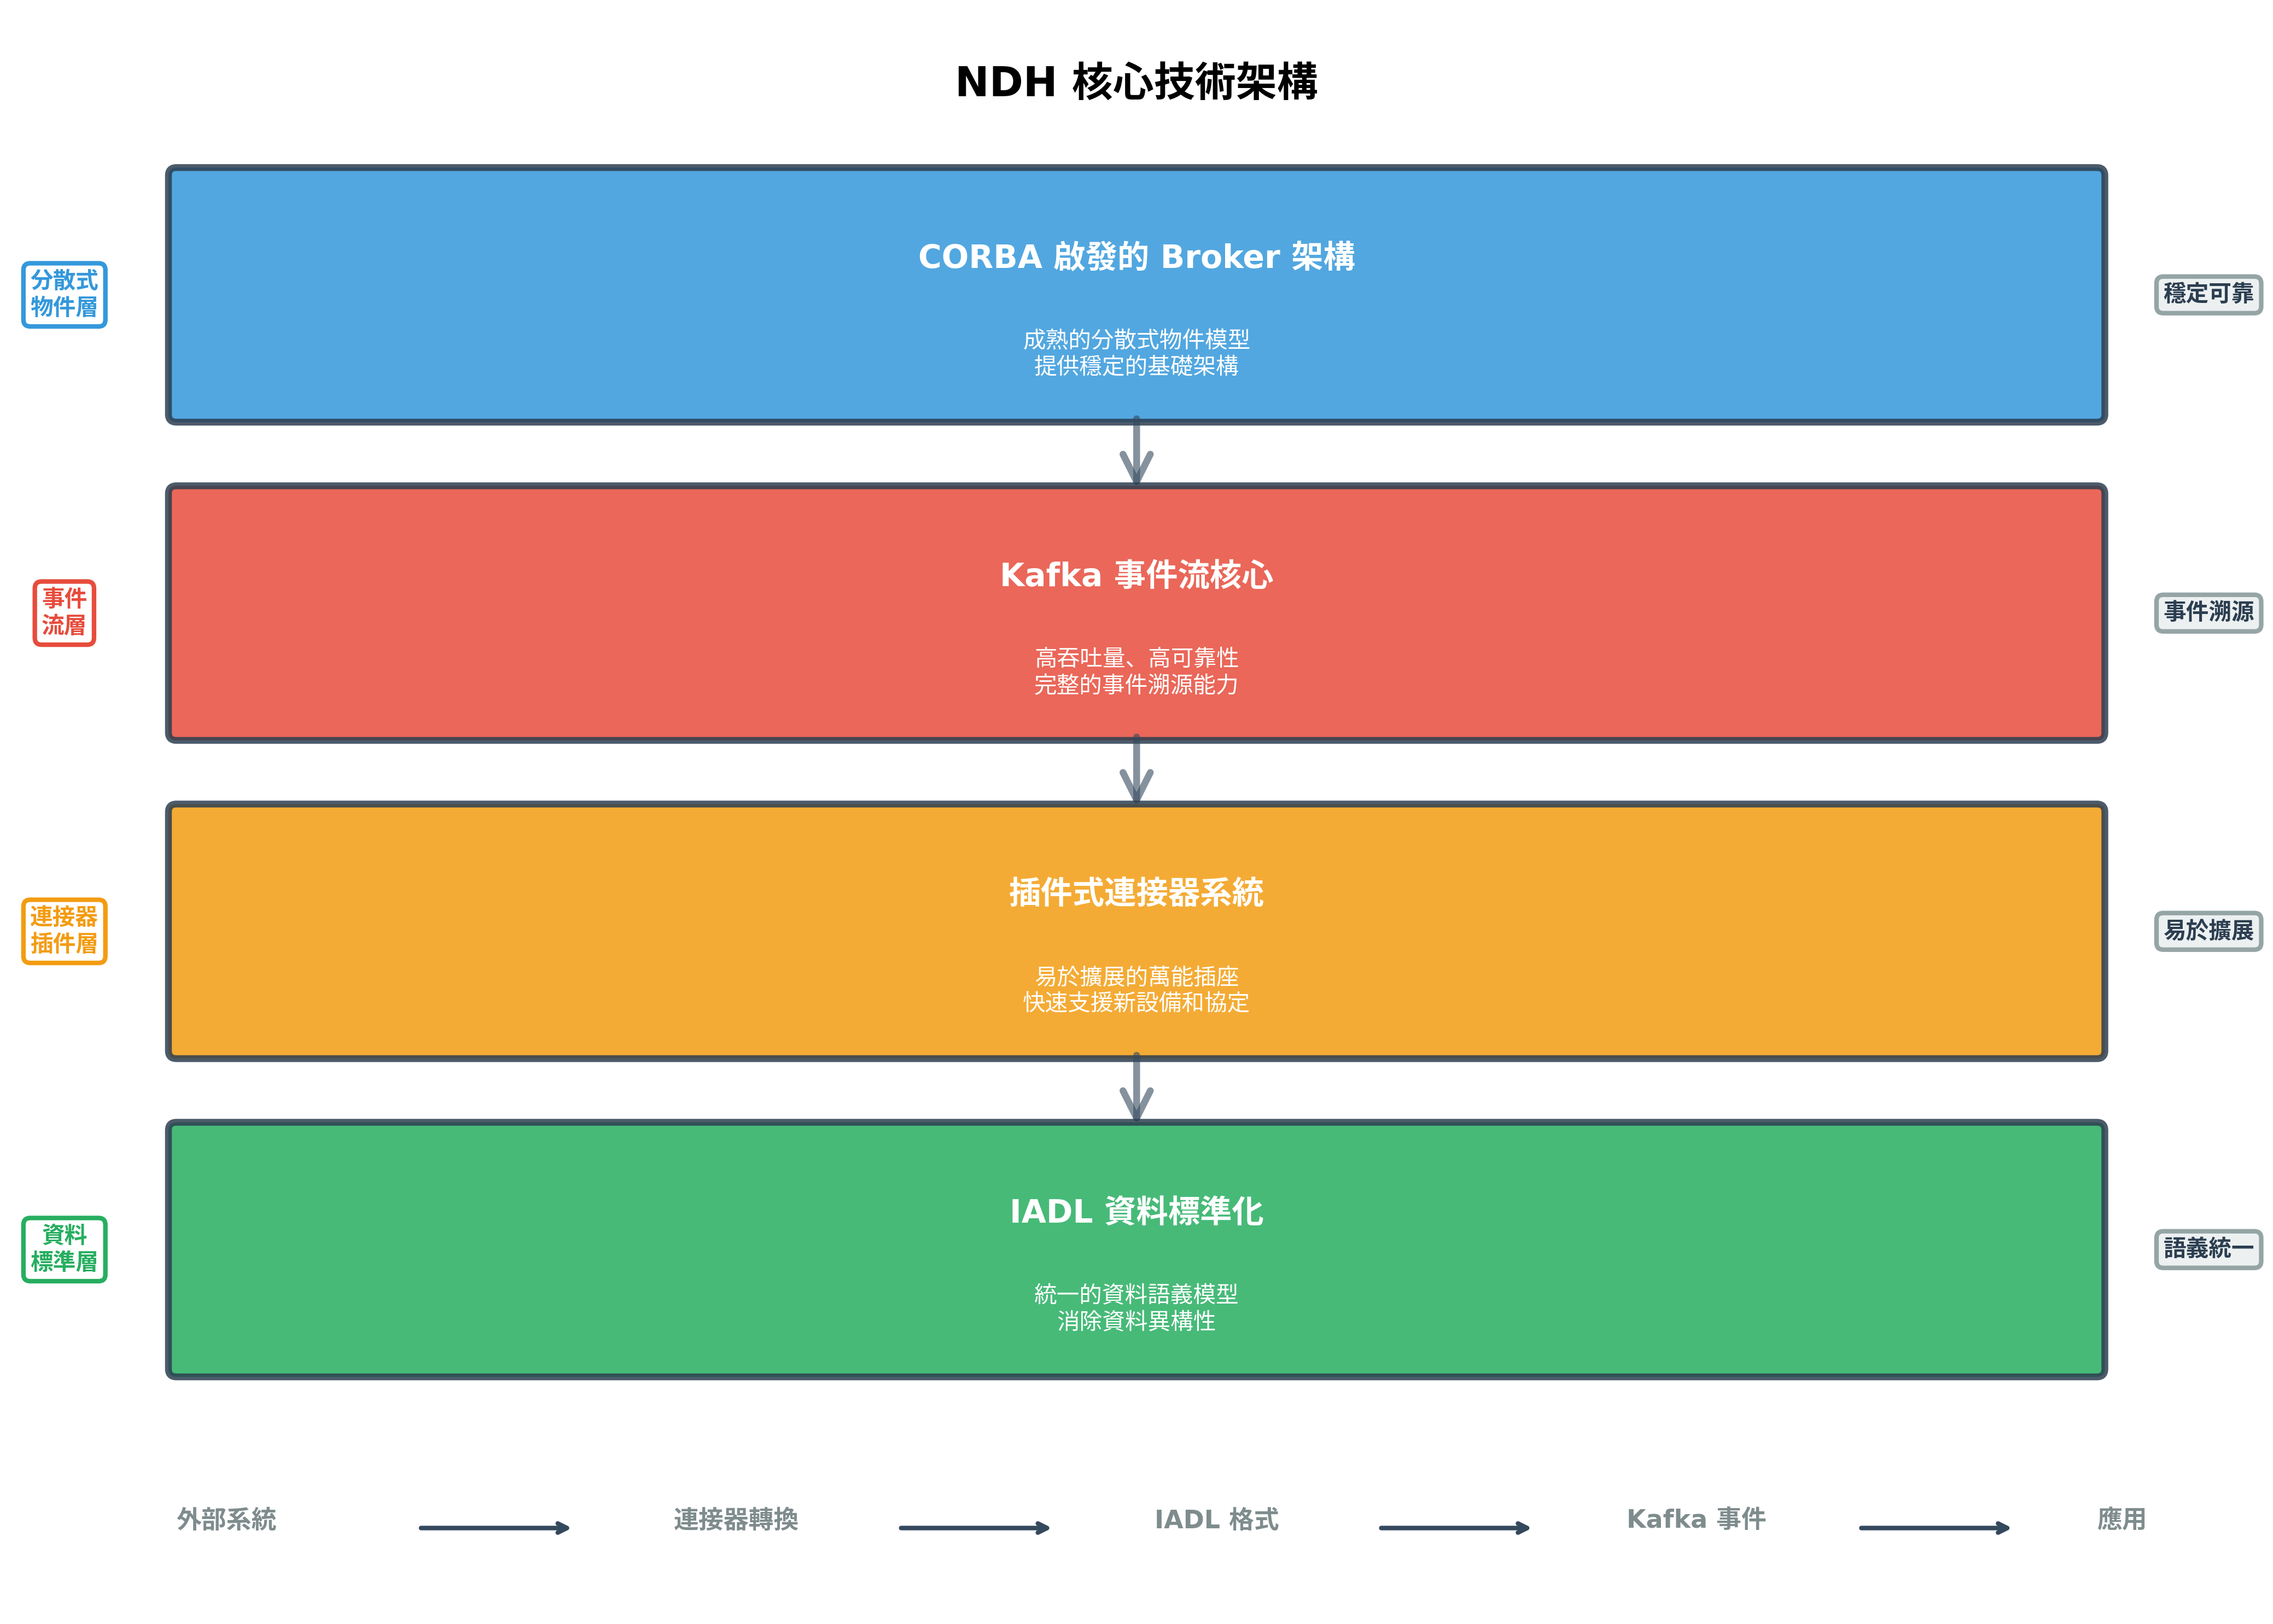 NDH 核心技術架構
分散式
物件層
CORBA 啟發的 Broker 架構
成熟的分散式物件模型
提供穩定的基礎架構
穩定可靠
事件
流層
Kafka 事件流核心
高吞吐量、高可靠性
完整的事件溯源能力
事件溯源
連接器
插件層
插件式連接器系統
易於擴展的萬能插座
快速支援新設備和協定
易於擴展
資料
標準層
IADL 資料標準化
統一的資料語義模型
消除資料異構性
語義統一
外部系統
連接器轉換
IADL 格式
Kafka 事件
應用